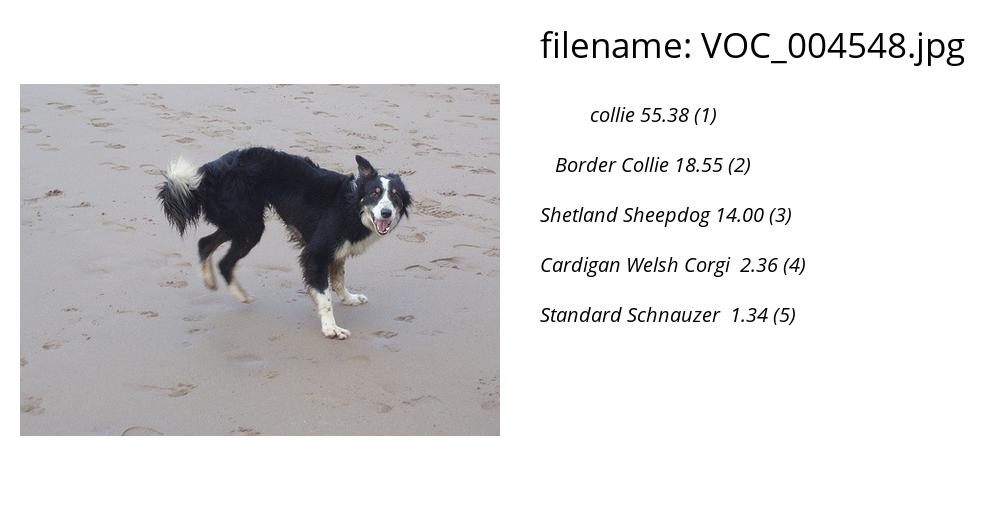 filename: VOC_004548.jpg
collie 55.38 (1)
Border Collie 18.55 (2)
Shetland Sheepdog 14.00 (3)
Cardigan Welsh Corgi  2.36 (4)
Standard Schnauzer  1.34 (5)